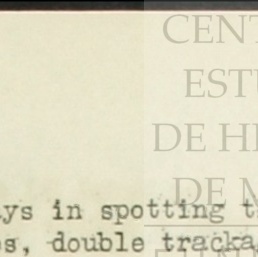 CENT
ESTU
DE HI
DE M
ys in spotting t
s, double tracka